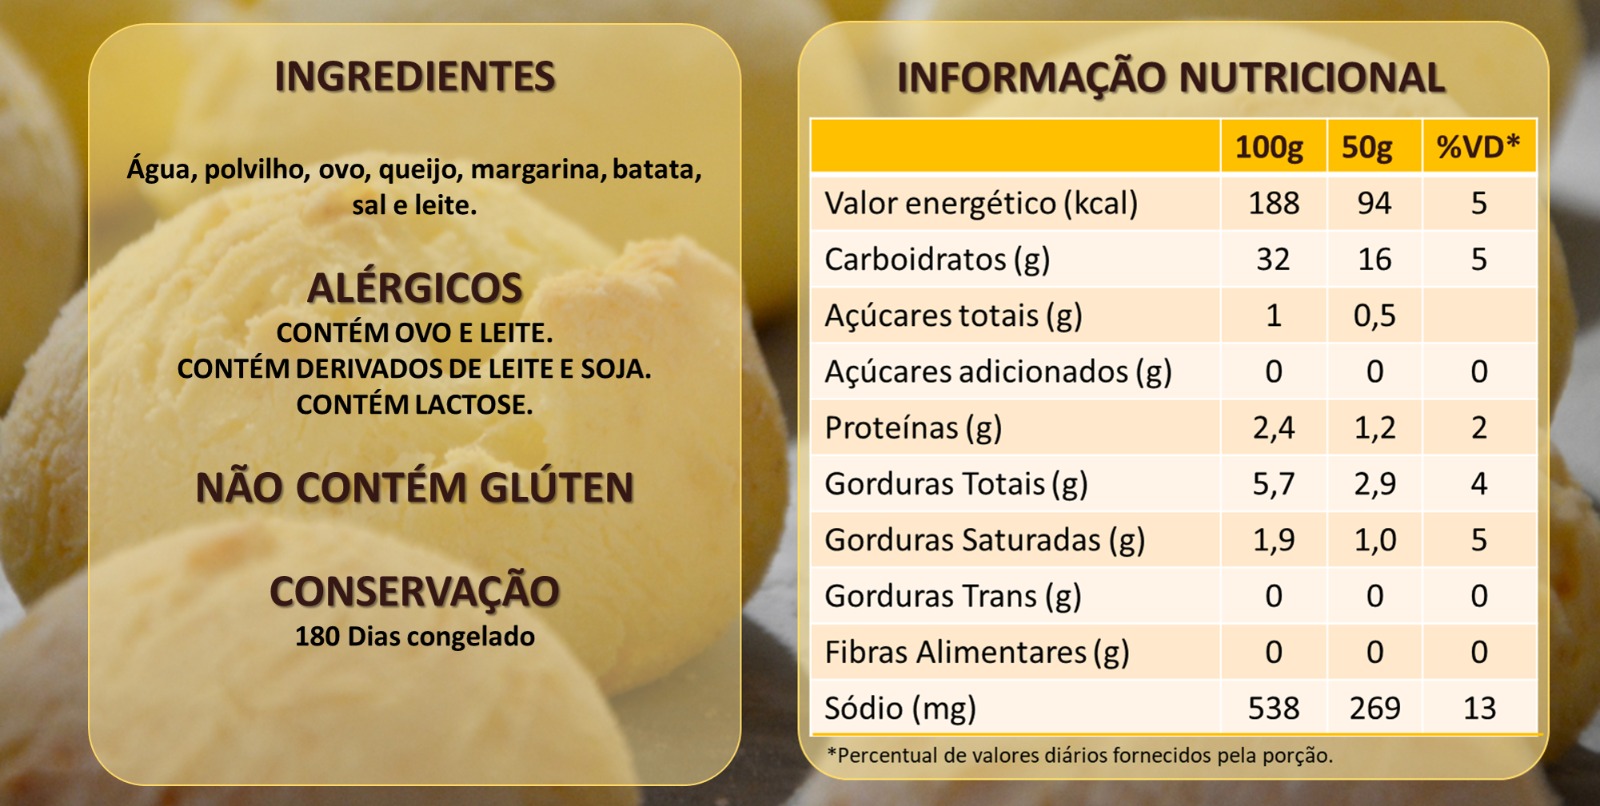 INGREDIENTES
Água, polvilho, ovo, queijo, margarina, batata,
sal e leite.
ALÉRGICOS
CONTÉM OVO E LEITE.
CONTÉM DERIVADOS DE LEITE E SOJA.
CONTÉM LACTOSE.
NÃO CONTÉM GLÚTEN
CONSERVAÇÃO
180 Dias congelado
INFORMAÇÃO NUTRICIONAL
100g 50g %VD*
Valor energético (kcal) 188 94 5
Carboidratos (g) 32 16 5
Açúcares totais (g) 1 0,5
Açúcares adicionados (g) 0 0 0
Proteínas (g) 2,4 1,2 2
Gorduras Totais (g) 5,7 2,9 4
Gorduras Saturadas (g) 1,9 1,0 5
Gorduras Trans (g) 0 0 0
Fibras Alimentares (g) 0 0 0
Sódio (mg) 538 269 13
*Percentual de valores diários fornecidos pela porção.